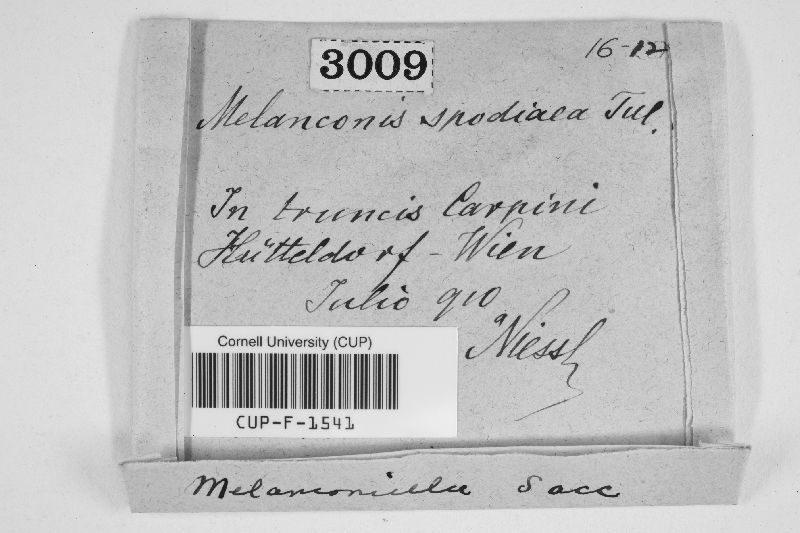 16-12
3009
Melanconis spodiaea Tul.
In truncis Carpini
Hütteldorf - Wien
Julio 910
Niessl
Cornell University (CUP)
CUP-F-1541
Melanconiella Sacc